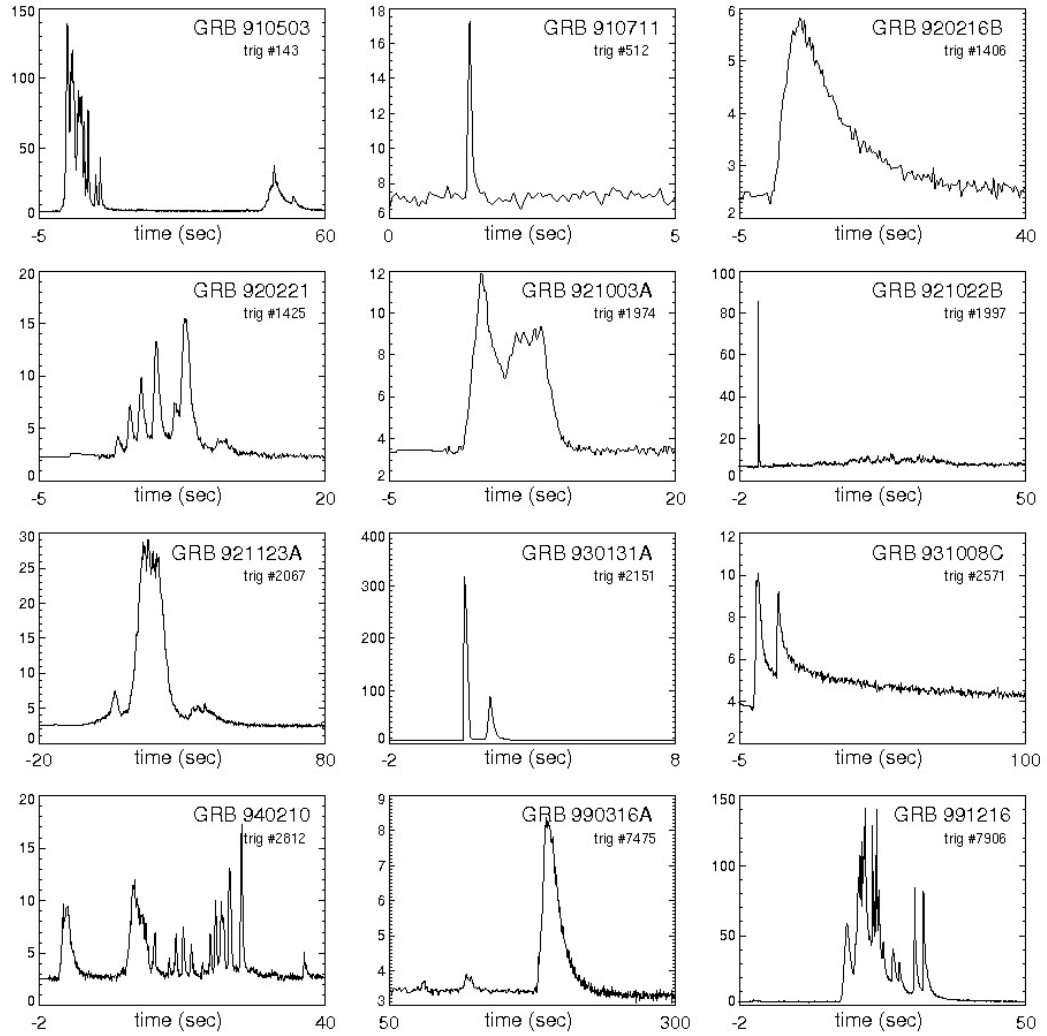 150
GRB 910503
trig #143
100
50
0
-5
time (sec)
60
18
GRB 910711
trig #512
16
14
12
10
8
6
0
time (sec)
5
6
GRB 920216B
trig #1406
5
4
3
2
-5
time (sec)
40
20
GRB 920221
trig #1425
15
10
5
0
-5
time (sec)
20
12
GRB 921003A
trig #1974
10
8
6
4
2
-5
time (sec)
20
100
GRB 921022B
trig #1997
80
60
40
20
0
-2
time (sec)
50
30
GRB 921123A
trig #2067
25
20
15
10
5
0
-20
time (sec)
80
400
GRB 930131A
trig #2151
300
200
100
0
-2
time (sec)
8
12
GRB 931008C
trig #2571
10
8
6
4
2
-5
time (sec)
100
20
GRB 940210
trig #2812
15
10
5
0
-2
time (sec)
40
9
GRB 990316A
trig #7475
8
7
6
5
4
3
50
time (sec)
300
150
GRB 991216
trig #7906
100
50
0
-2
time (sec)
50